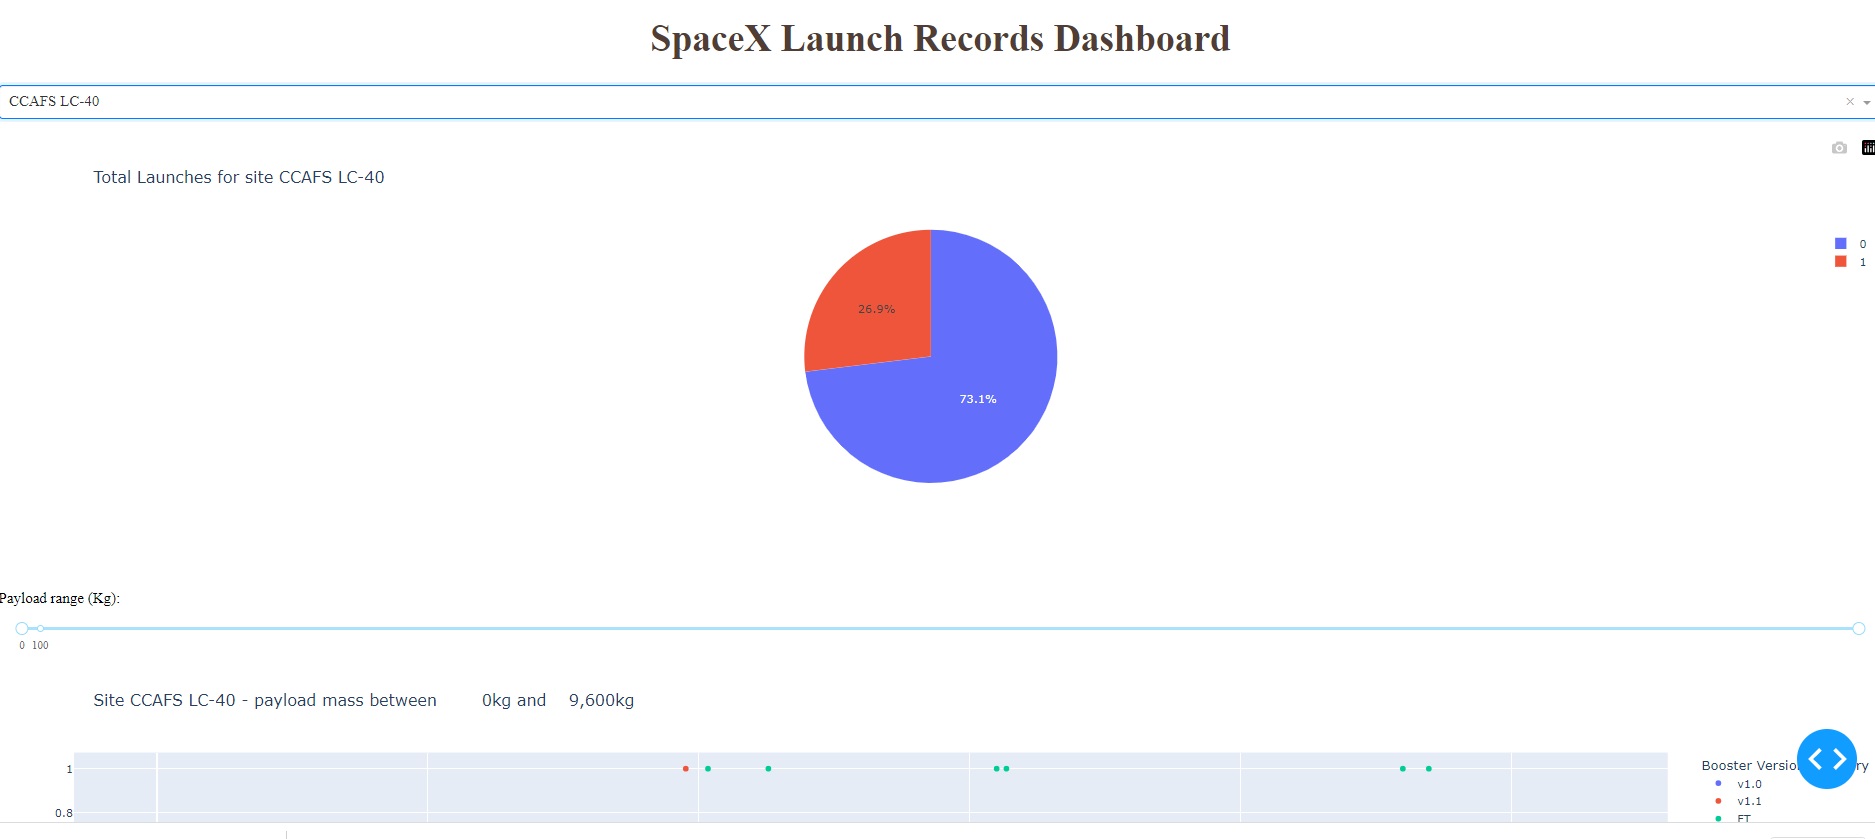 SpaceX Launch Records Dashboard
CCAFS LC-40
Total Launches for site CCAFS LC-40
0
1
26.9%
73.1%
Payload range (Kg):
0 100
Site CCAFS LC-40 - payload mass between 0kg and 9,600kg
1
0.8
Booster Versio ry
v1.0
v1.1
FT